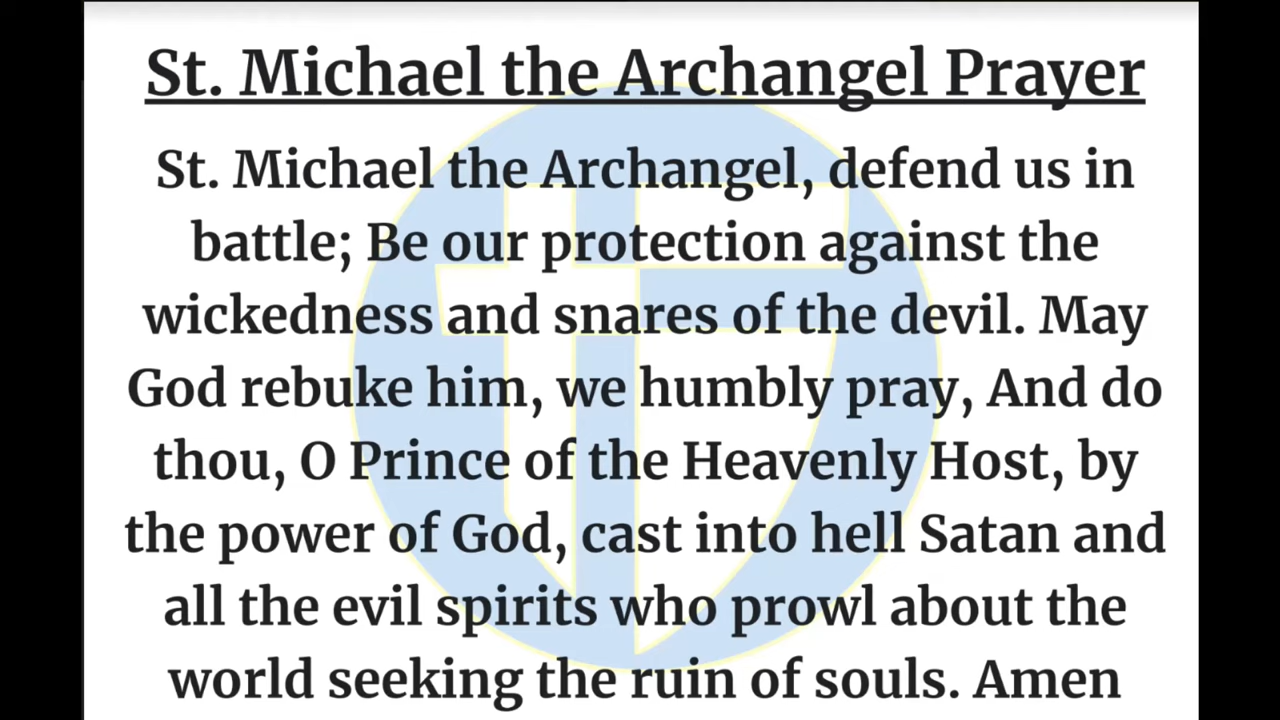 St. Michael the Archangel Prayer
St. Michael the Archangel, defend us in
battle; Be our protection against the
wickedness and snares of the devil. May
God rebuke him, we humbly pray, And do
thou, O Prince of the Heavenly Host, by
the power of God, cast into hell Satan and
all the evil spirits who prowl about the
world seeking the ruin of souls. Amen